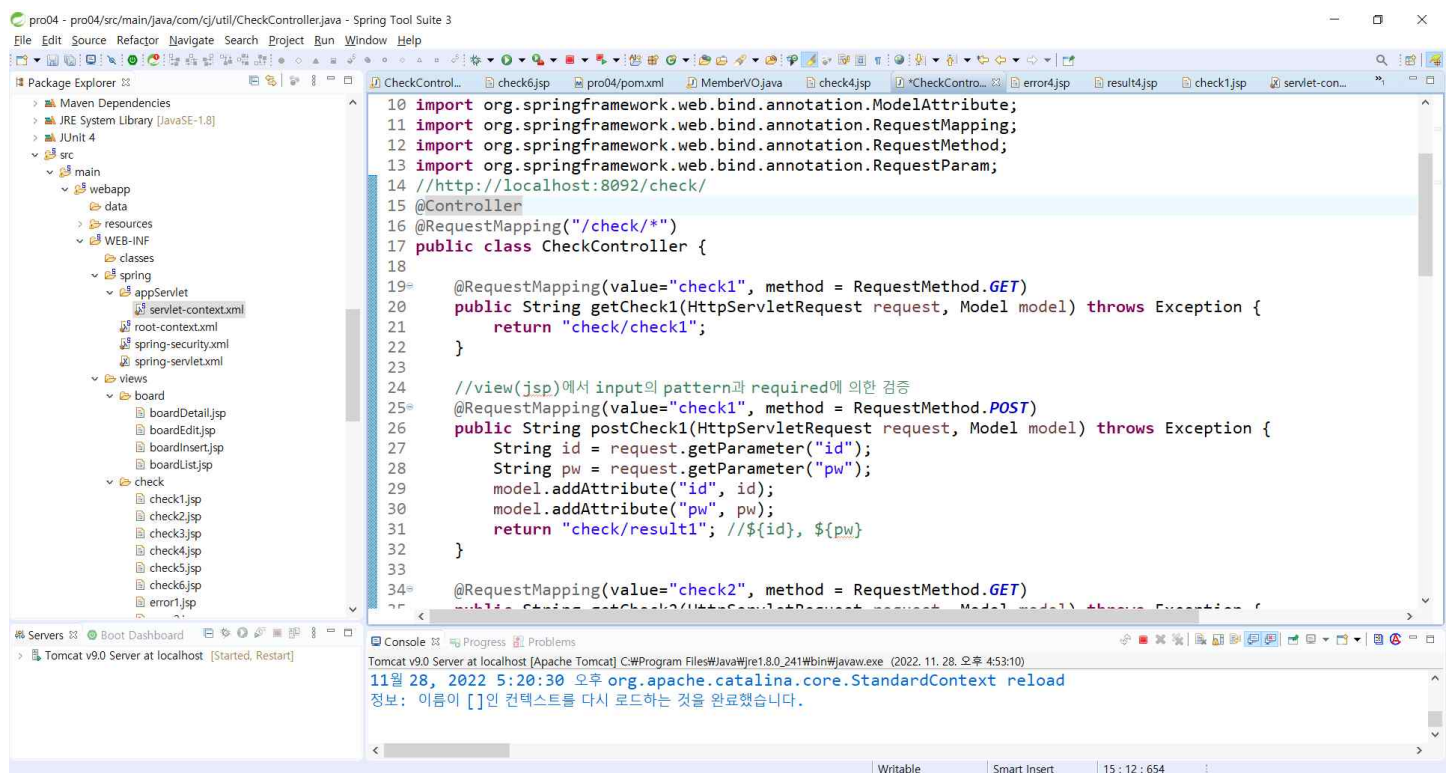 pro04 - pro04/src/main/java/com/cj/util/CheckController.java - Spring Tool Suite 3
File Edit Source Refactor Navigate Search Project Run Window Help
Package Explorer
Maven Dependencies
JRE System Library [JavaSE-1.8]
JUnit 4
src
main
webapp
data
resources
WEB-INF
classes
spring
appServlet
servlet-context.xml
root-context.xml
spring-security.xml
spring-servlet.xml
views
board
boardDetail.jsp
boardEdit.jsp
boardInsert.jsp
boardList.jsp
check
check1.jsp
check2.jsp
check3.jsp
check4.jsp
check5.jsp
check6.jsp
error1.jsp
CheckControl... check6.jsp pro04/pom.xml MemberVO.java check4.jsp *CheckContro... error4.jsp result4.jsp check1.jsp servlet-con...
10 import org.springframework.web.bind.annotation.ModelAttribute;
11 import org.springframework.web.bind.annotation.RequestMapping;
12 import org.springframework.web.bind.annotation.RequestMethod;
13 import org.springframework.web.bind.annotation.RequestParam;
14 //http://localhost:8092/check/
15 @Controller
16 @RequestMapping("/check/*")
17 public class CheckController {
18
19 @RequestMapping(value="check1", method = RequestMethod.GET)
20 public String getCheck1(HttpServletRequest request, Model model) throws Exception {
21 return "check/check1";
22 }
23
24 //view(jsp)에서 input의 pattern과 required에 의한 검증
25 @RequestMapping(value="check1", method = RequestMethod.POST)
26 public String postCheck1(HttpServletRequest request, Model model) throws Exception {
27 String id = request.getParameter("id");
28 String pw = request.getParameter("pw");
29 model.addAttribute("id", id);
30 model.addAttribute("pw", pw);
31 return "check/result1"; //${id}, ${pw}
32 }
33
34 @RequestMapping(value="check2", method = RequestMethod.GET)
35 public String getCheck2(HttpServletRequest request, Model model) throws Exception {
Servers Boot Dashboard
Tomcat v9.0 Server at localhost [Started, Restart]
Console Progress Problems
Tomcat v9.0 Server at localhost [Apache Tomcat] C:₩Program Files₩Java₩jre1.8.0_241₩bin₩javaw.exe (2022. 11. 28. 오후 4:53:10)
11월 28, 2022 5:20:30 오후 org.apache.catalina.core.StandardContext reload
정보: 이름이 []인 컨텍스트를 다시 로드하는 것을 완료했습니다.
Writable Smart Insert 15 : 12 : 654